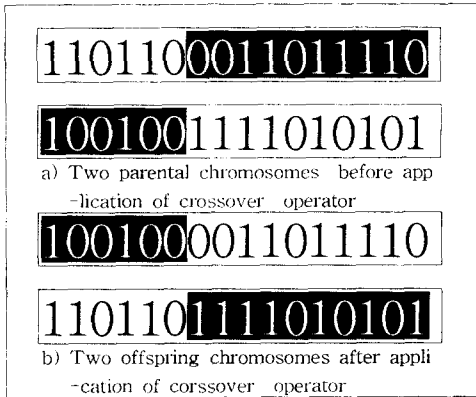 1101100011011110
1001001111010101
a) Two parental chromosomes before app
-lication of crossover operator
1001000011011110
1101101111010101
b) Two offspring chromosomes after appli
-cation of corssover operator